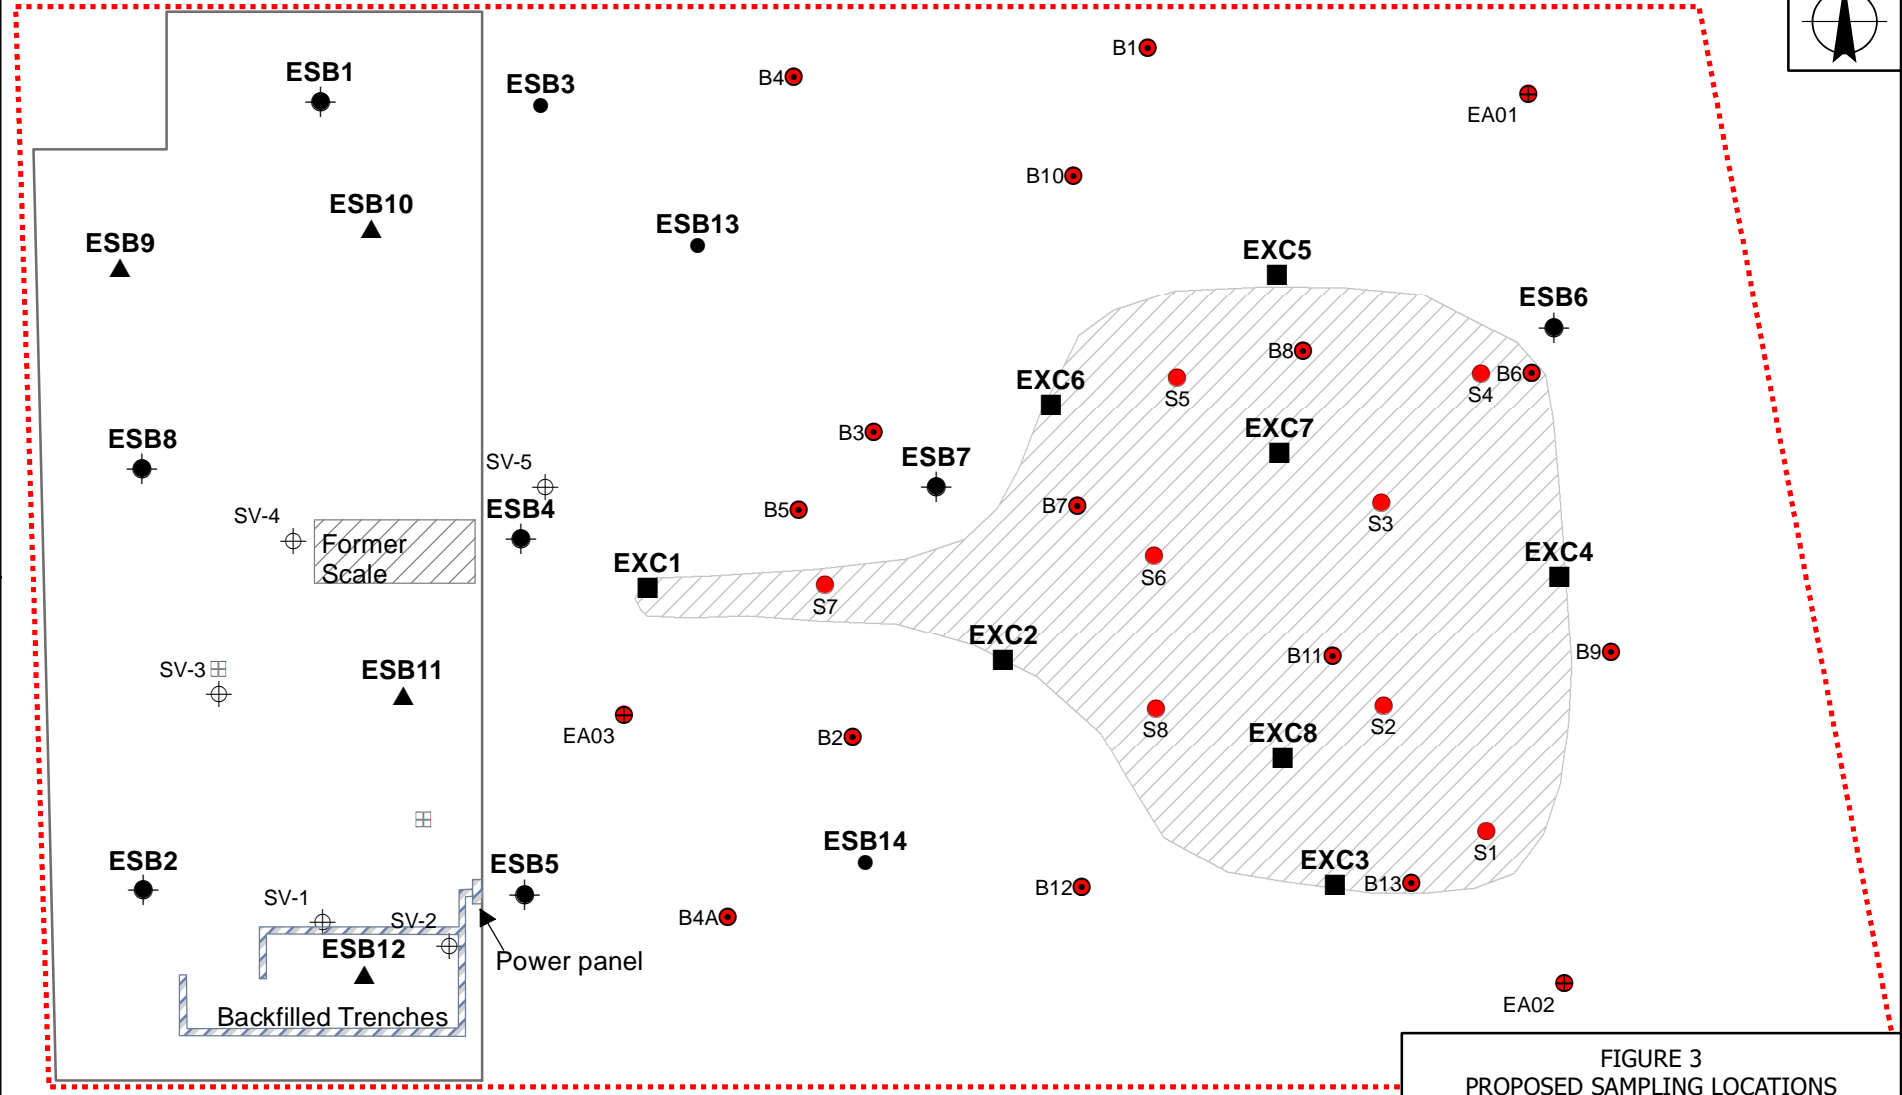 B1
ESB1
B4
ESB3
EA01
B10
ESB10
ESB13
ESB9
EXC5
ESB6
B8
EXC6
B6
S5
S4
B3
EXC7
ESB8
ESB7
SV-5
B7
ESB4
B5
SV-4
S3
Former
Scale
EXC4
EXC1
S6
S7
EXC2
B9
B11
SV-3
ESB11
S8
S2
EA03
B2
EXC8
ESB14
S1
ESB2
ESB5
EXC3
B13
B12
SV-1
B4A
SV-2
ESB12
Power panel
EA02
Backfilled Trenches
FIGURE 3
PROPOSED SAMPLING LOCATIONS